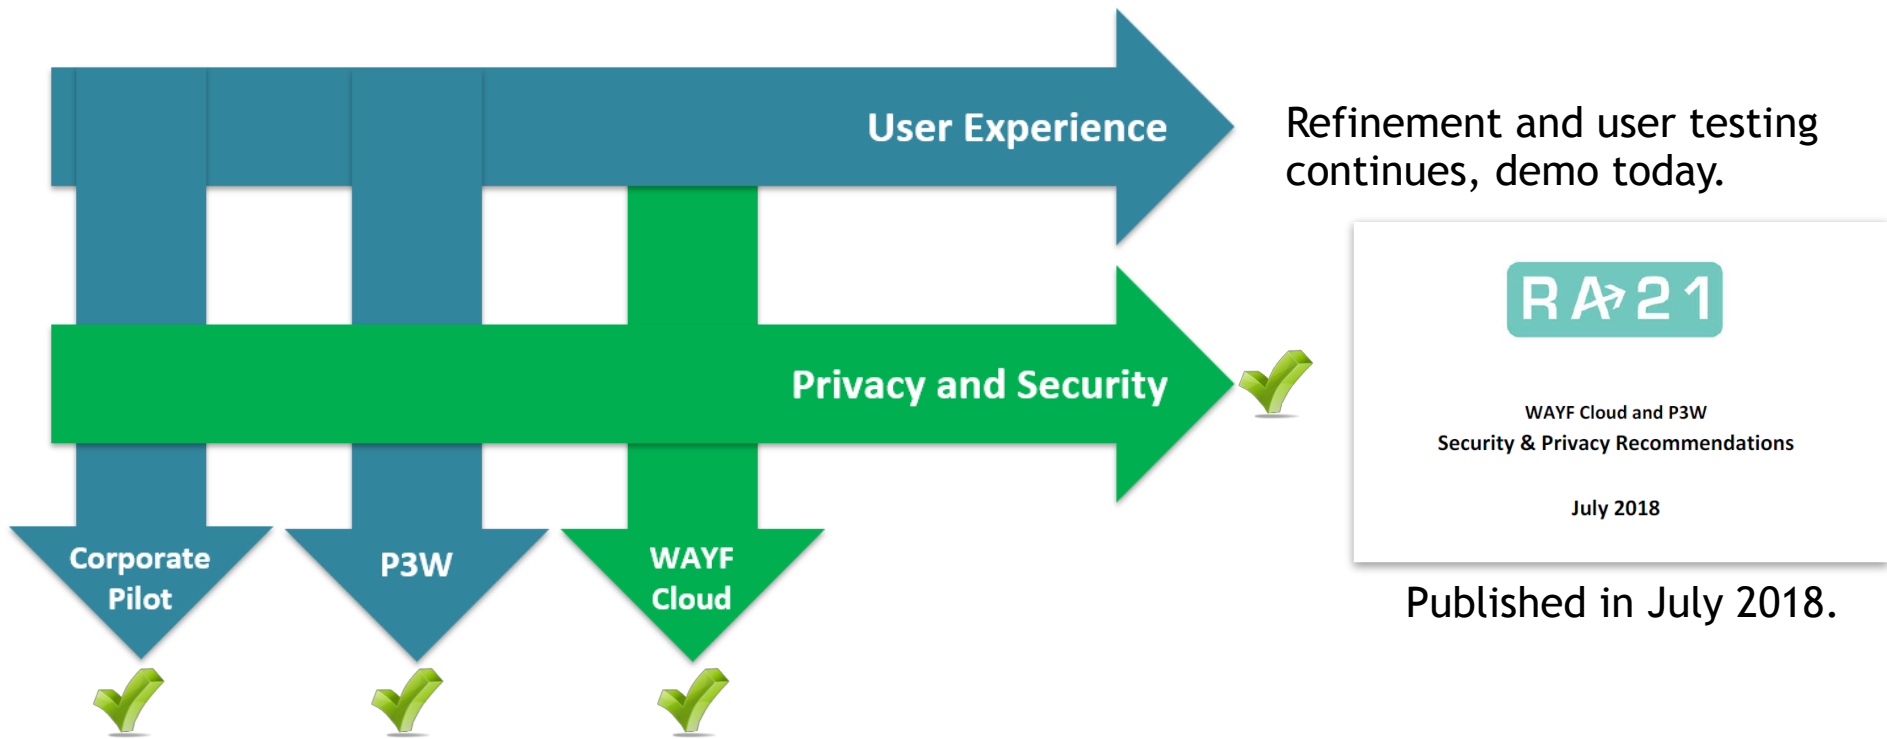 User Experience
Refinement and user testing
continues, demo today.
RA21
Privacy and Security
WAYF Cloud and P3W
Security & Privacy Recommendations
July 2018
Corporate
Pilot
P3W
WAYF
Cloud
Published in July 2018.